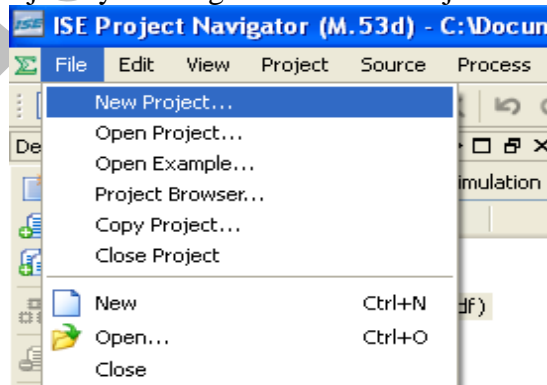 ISE Project Navigator (M.53d) - C:\Docum
File Edit View Project Source Process
New Project...
Open Project...
De
Open Example...
imulation
Project Browser...
Copy Project...
Close Project
New Ctrl+N
df)
Open... Ctrl+O
Close